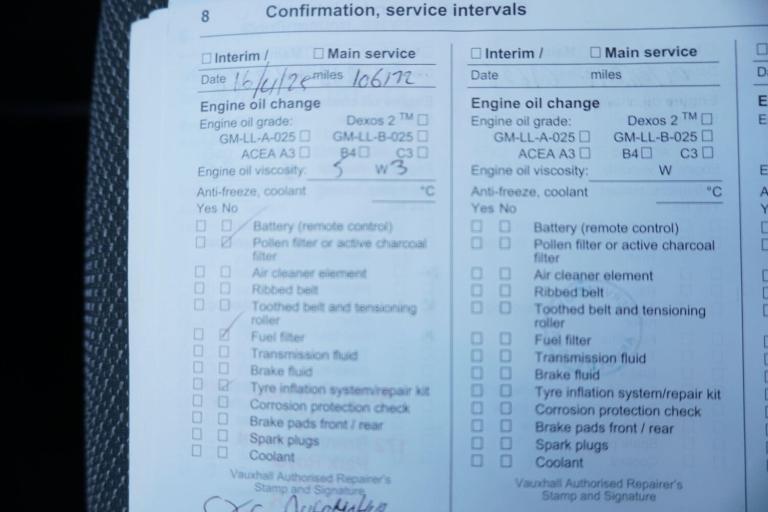 8 Confirmation, service intervals
Interim / Main service
Date 16/4/25 miles 106172
Engine oil change
Engine oil grade: Dexos 2 TM
GM-LL-A-025 GM-LL-B-025
ACEA A3 B4 C3
Engine oil viscosity: 5 W 3
Anti-freeze, coolant °C
Yes No
Battery (remote control)
Pollen filter or active charcoal
filter
Air cleaner element
Ribbed belt
Toothed belt and tensioning
roller
Fuel filter
Transmission fluid
Brake fluid
Tyre inflation system/repair kit
Corrosion protection check
Brake pads front / rear
Spark plugs
Coolant
Vauxhall Authorised Repairer's
Stamp and Signature
Interim / Main service
Date miles
Engine oil change
Engine oil grade: Dexos 2 TM
GM-LL-A-025 GM-LL-B-025
ACEA A3 B4 C3
Engine oil viscosity: W
Anti-freeze, coolant °C
Yes No
Battery (remote control)
Pollen filter or active charcoal
filter
Air cleaner element
Ribbed belt
Toothed belt and tensioning
roller
Fuel filter
Transmission fluid
Brake fluid
Tyre inflation system/repair kit
Corrosion protection check
Brake pads front / rear
Spark plugs
Coolant
Vauxhall Authorised Repairer's
Stamp and Signature